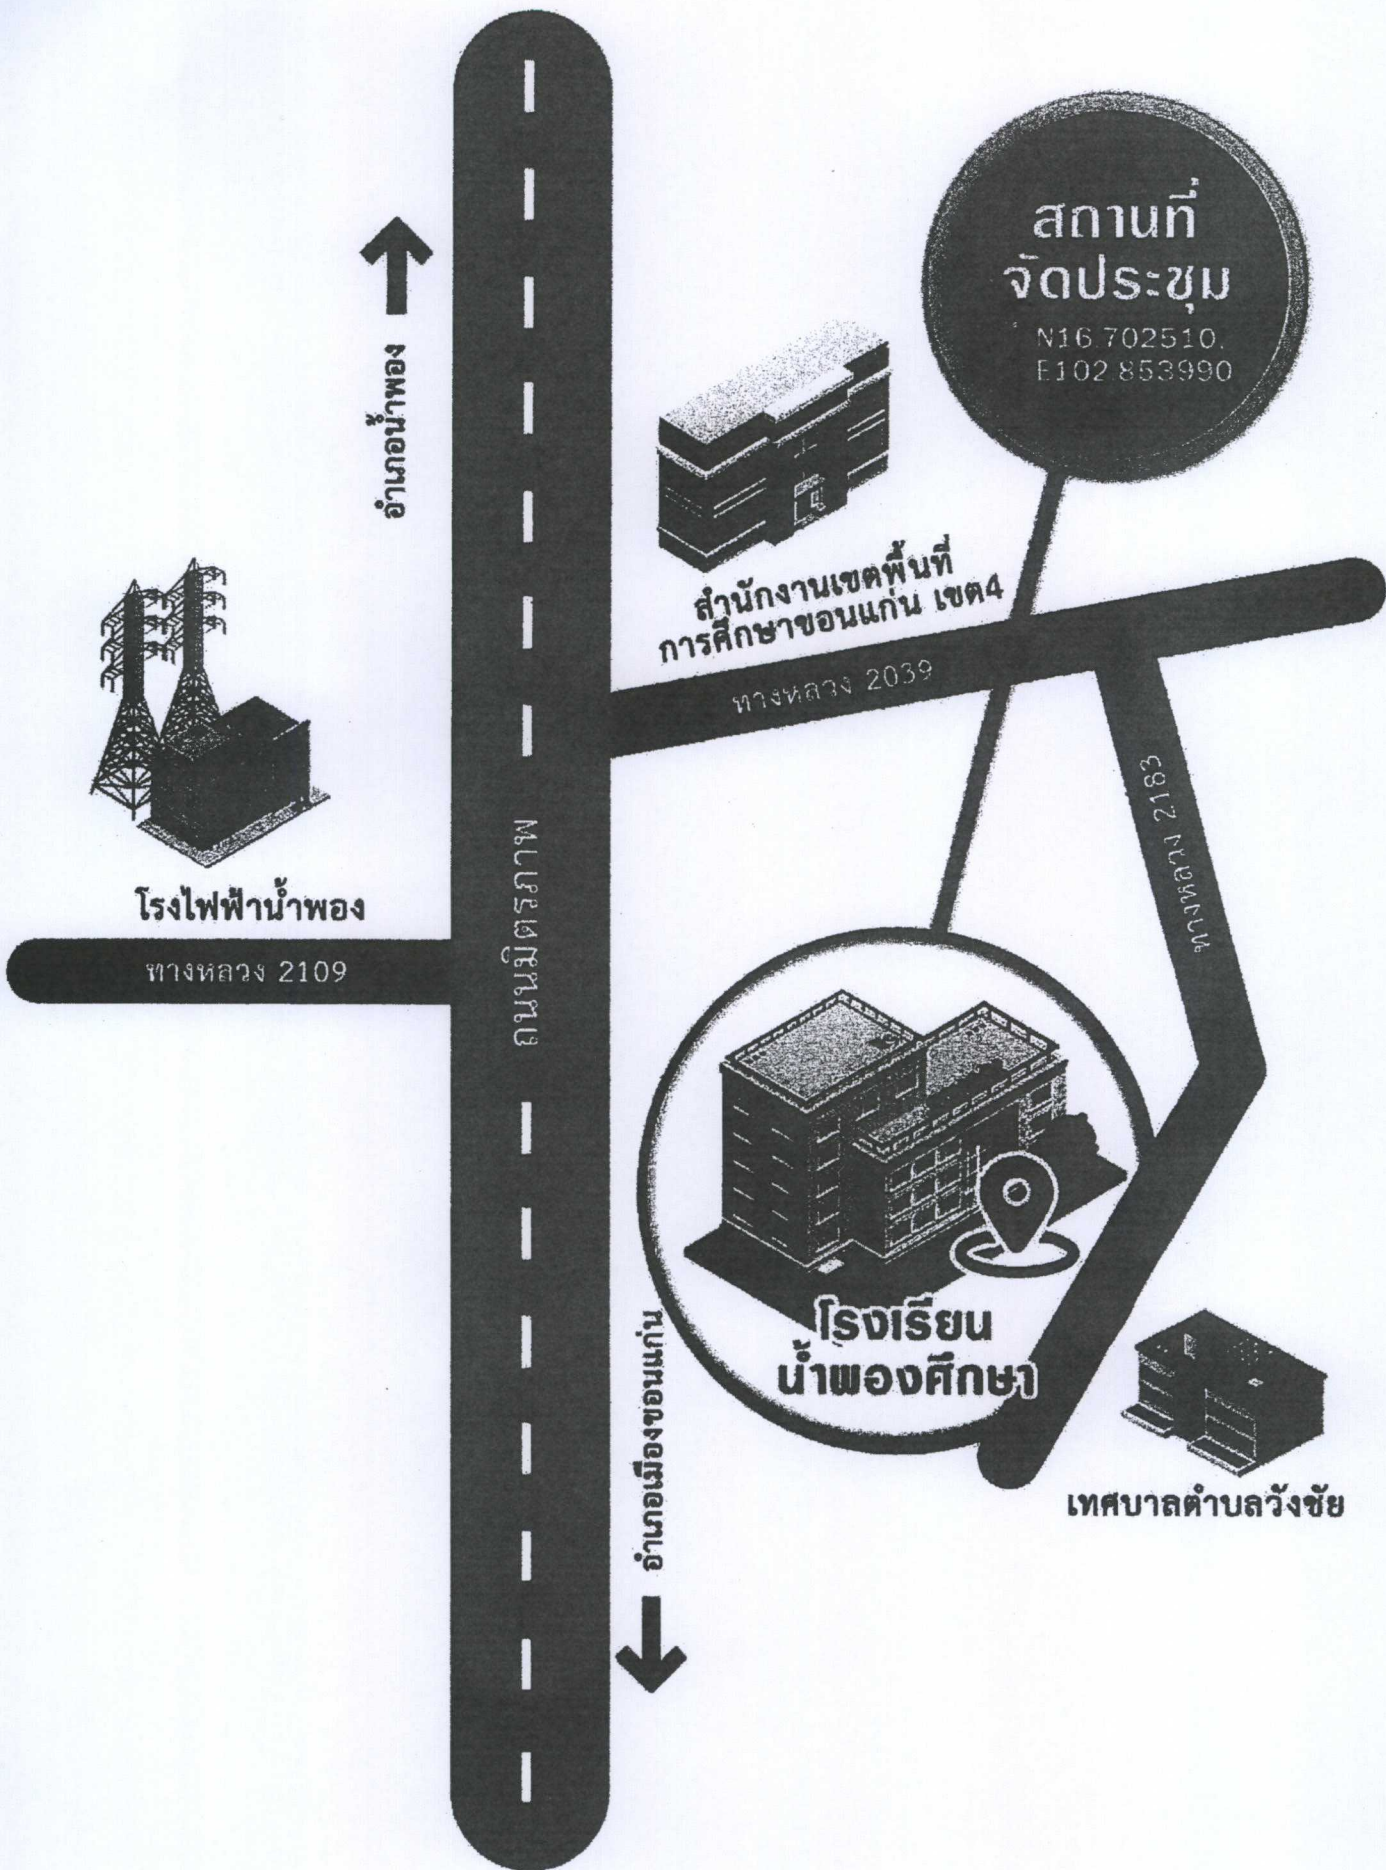 สถานที่
จัดประชุม
N16.702510,
E102.853990
อำเภอน้ำพอง
สำนักงานเขตพื้นที่
การศึกษาขอนแก่น เขต4
ทางหลวง 2039
ทางหลวง 2183
โรงไฟฟ้าน้ำพอง
ทางหลวง 2109
ถนนมิตรภาพ
โรงเรียน
น้ำพองศึกษา
อำเภอเมืองขอนแก่น
เทศบาลตำบลวังชัย